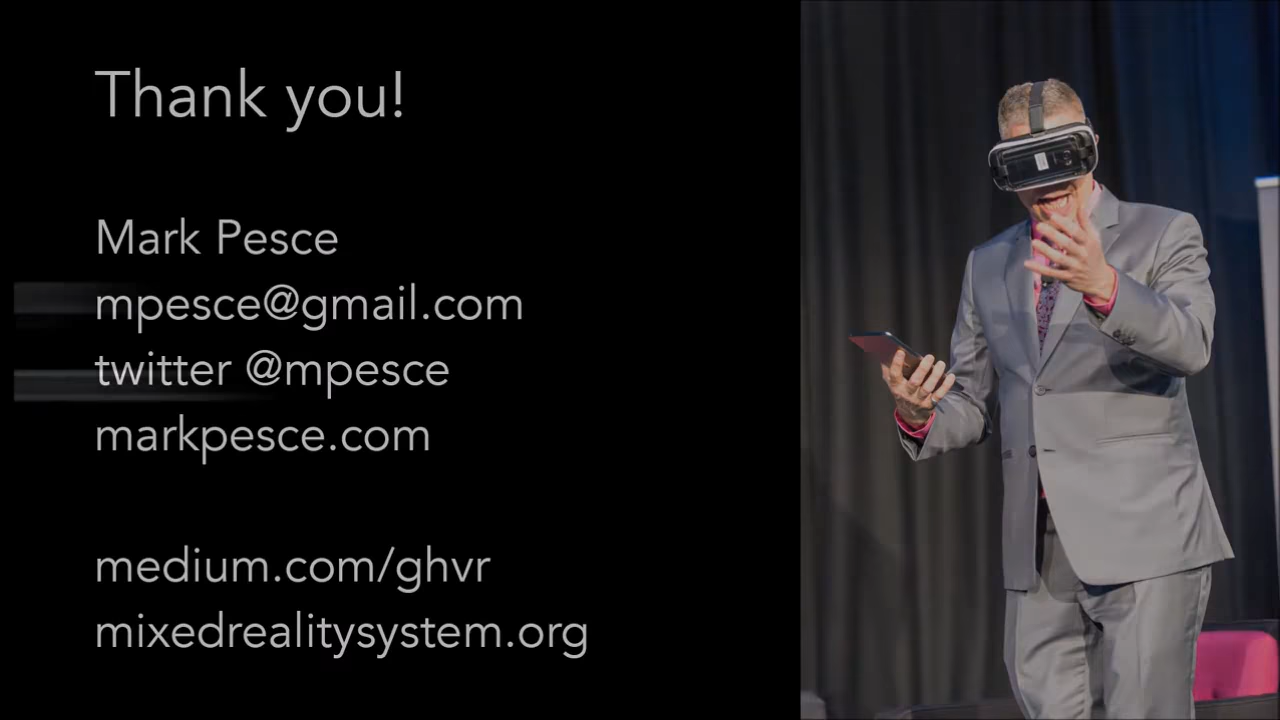 Thank you!
Mark Pesce
mpesce@gmail.com
twitter @mpesce
markpesce.com
medium.com/ghvr
mixedrealitysystem.org